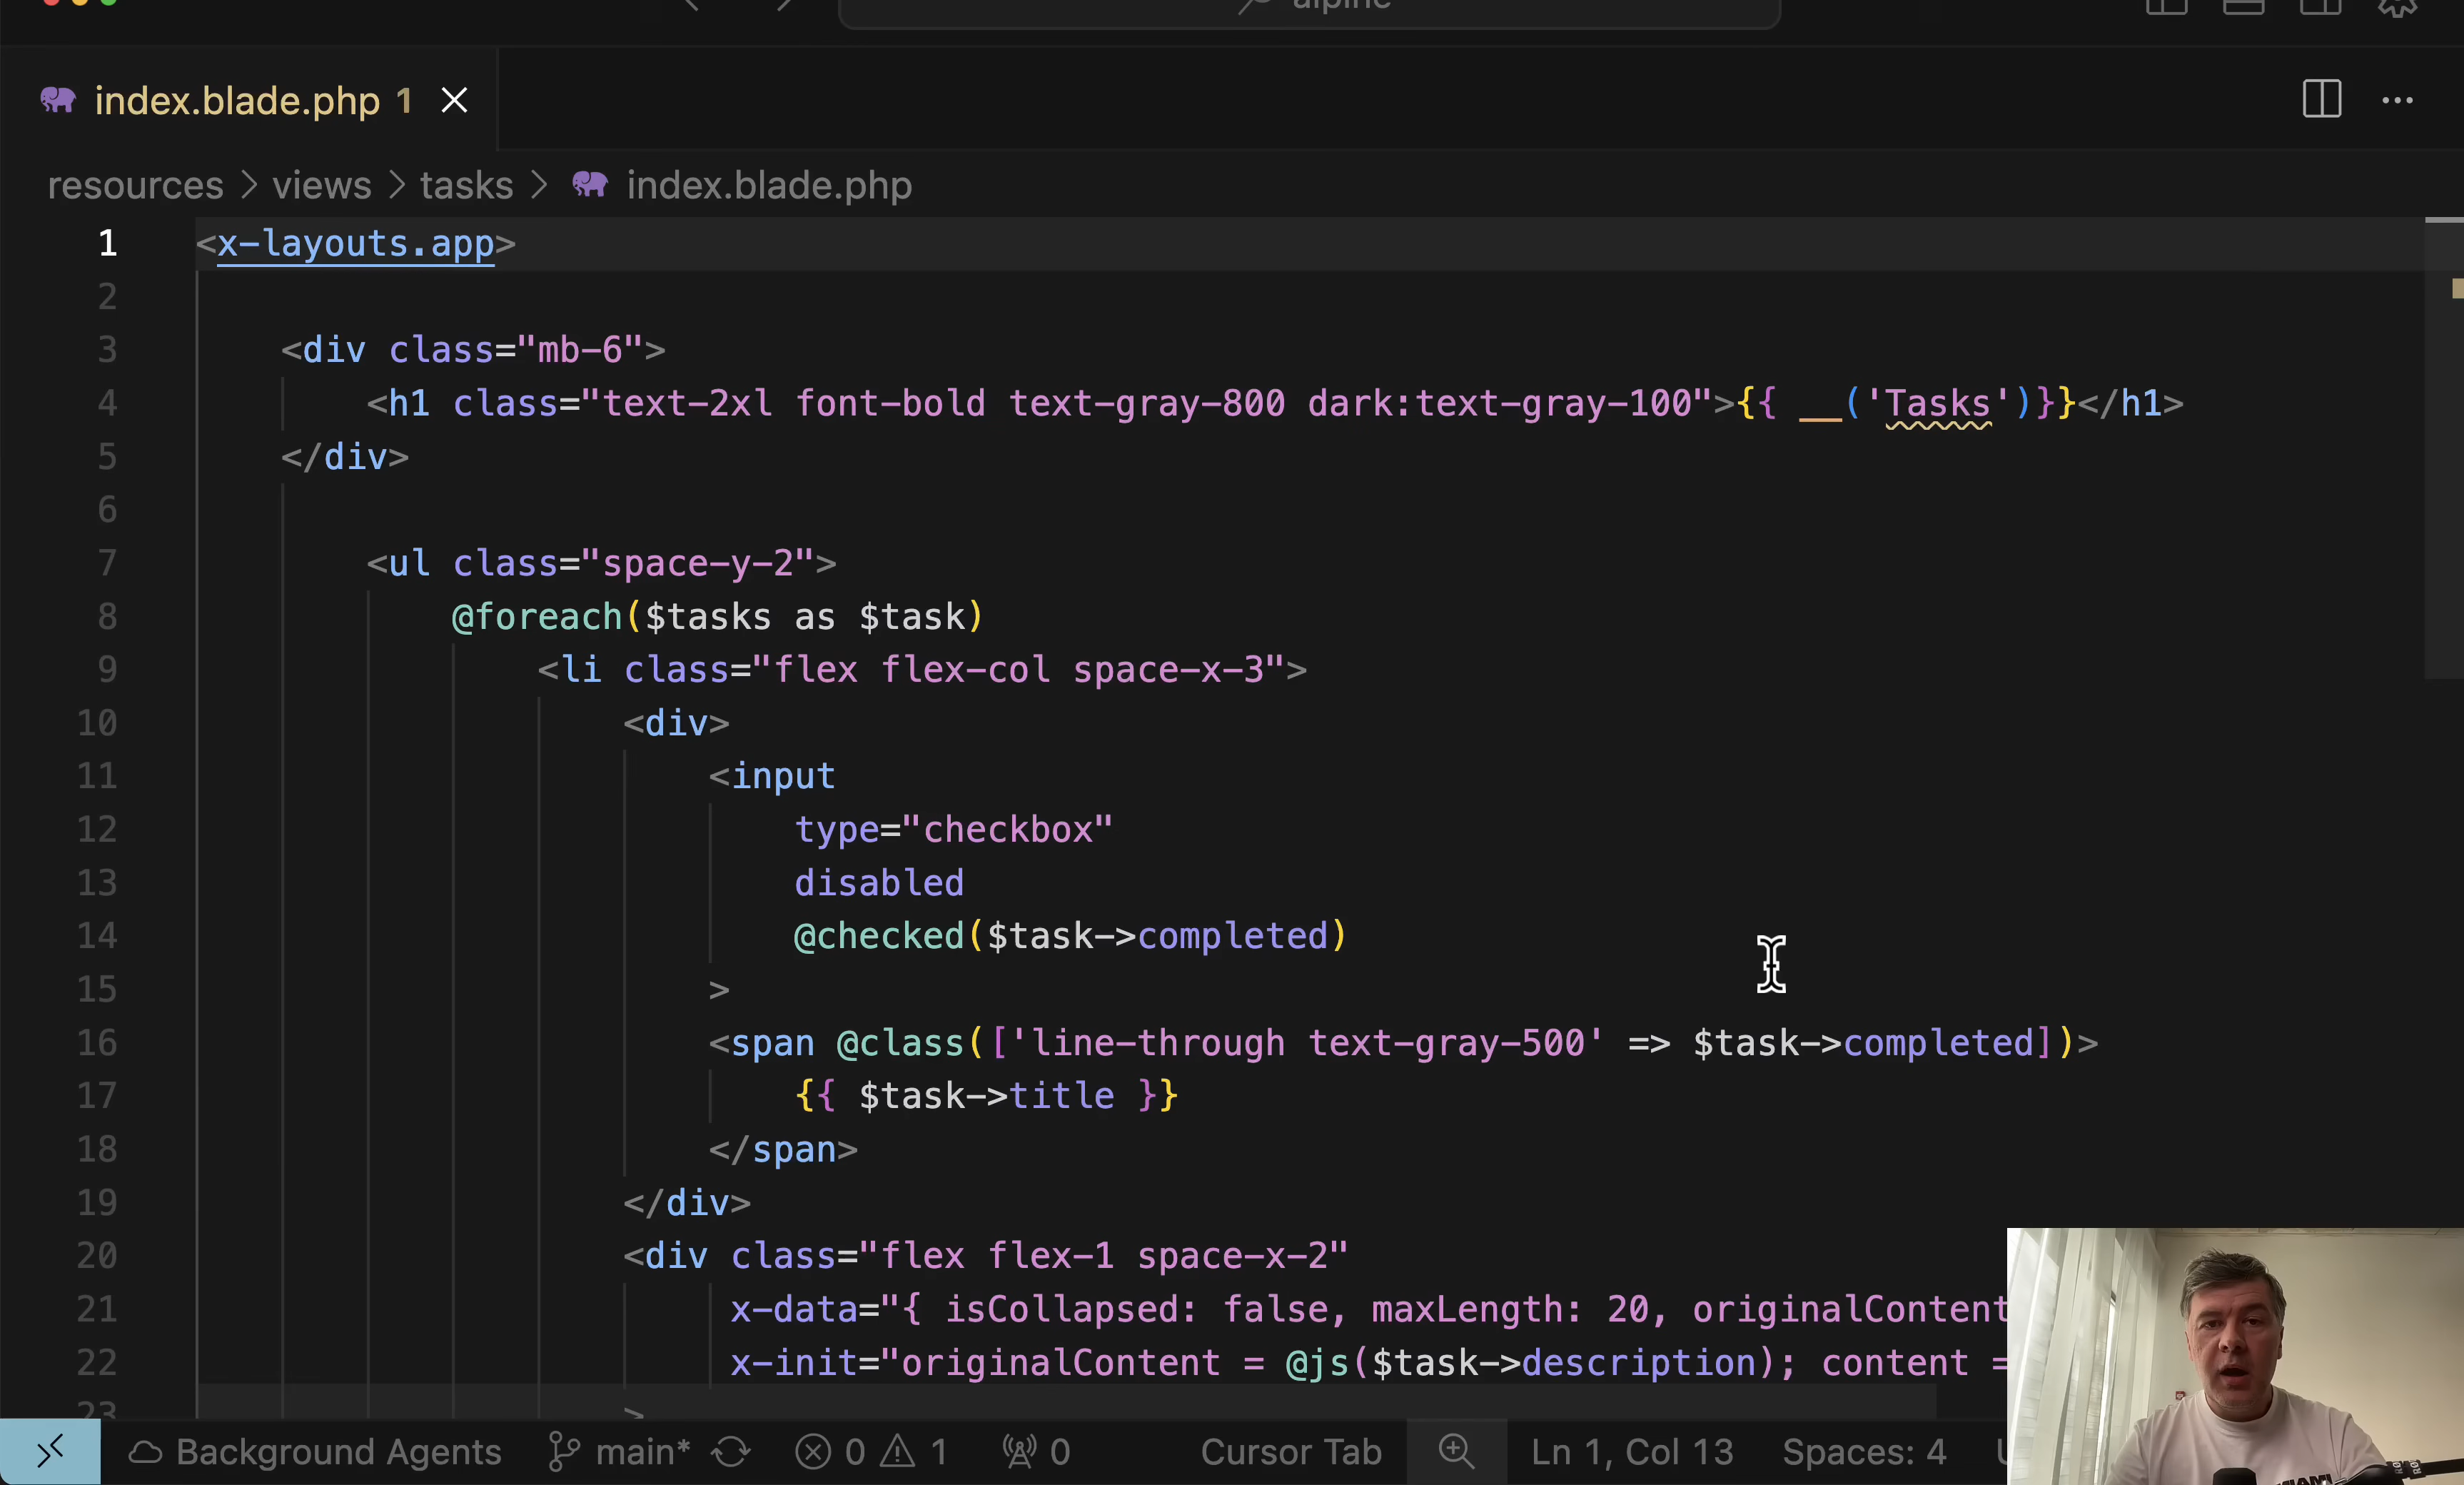 alpine
index.blade.php 1
resources > views > tasks > index.blade.php
1 <x-layouts.app>
2
3 <div class="mb-6">
4 <h1 class="text-2xl font-bold text-gray-800 dark:text-gray-100">{{ __('Tasks')}}</h1>
5 </div>
6
7 <ul class="space-y-2">
8 @foreach($tasks as $task)
9 <li class="flex flex-col space-x-3">
10 <div>
11 <input
12 type="checkbox"
13 disabled
14 @checked($task->completed)
15 >
16 <span @class(['line-through text-gray-500' => $task->completed])>
17 {{ $task->title }}
18 </span>
19 </div>
20 <div class="flex flex-1 space-x-2"
21 x-data="{ isCollapsed: false, maxLength: 20, originalContent
22 x-init="originalContent = @js($task->description); content =
23 >
Background Agents main* 0 1 0 Cursor Tab Ln 1, Col 13 Spaces: 4